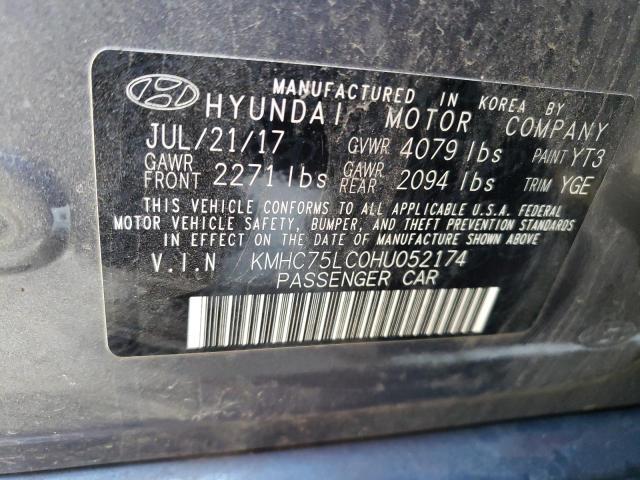 MANUFACTURED IN KOREA BY
HYUNDAI MOTOR COMPANY
JUL/21/17 GVWR 4079 lbs PAINT YT3
GAWR FRONT 2271 lbs GAWR REAR 2094 lbs TRIM YGE
THIS VEHICLE CONFORMS TO ALL APPLICABLE U.S.A. FEDERAL
MOTOR VEHICLE SAFETY, BUMPER, AND THEFT PREVENTION STANDARDS
IN EFFECT ON THE DATE OF MANUFACTURE SHOWN ABOVE
V.I.N / KMHC75LC0HU052174 /
PASSENGER CAR